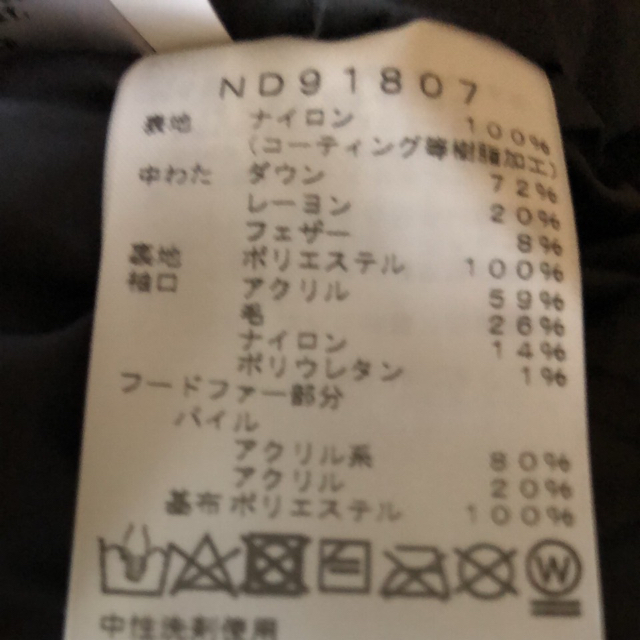 ND91807
表地 ナイロン 100%
(コーティング等樹脂加工)
中わた ダウン 72%
レーヨン 20%
フェザー 8%
裏地 ポリエステル 100%
袖口 アクリル 59%
毛 26%
ナイロン 14%
ポリウレタン 1%
フードファー部分
パイル
アクリル系 80%
アクリル 20%
基布 ポリエステル 100%
W
中性洗剤使用